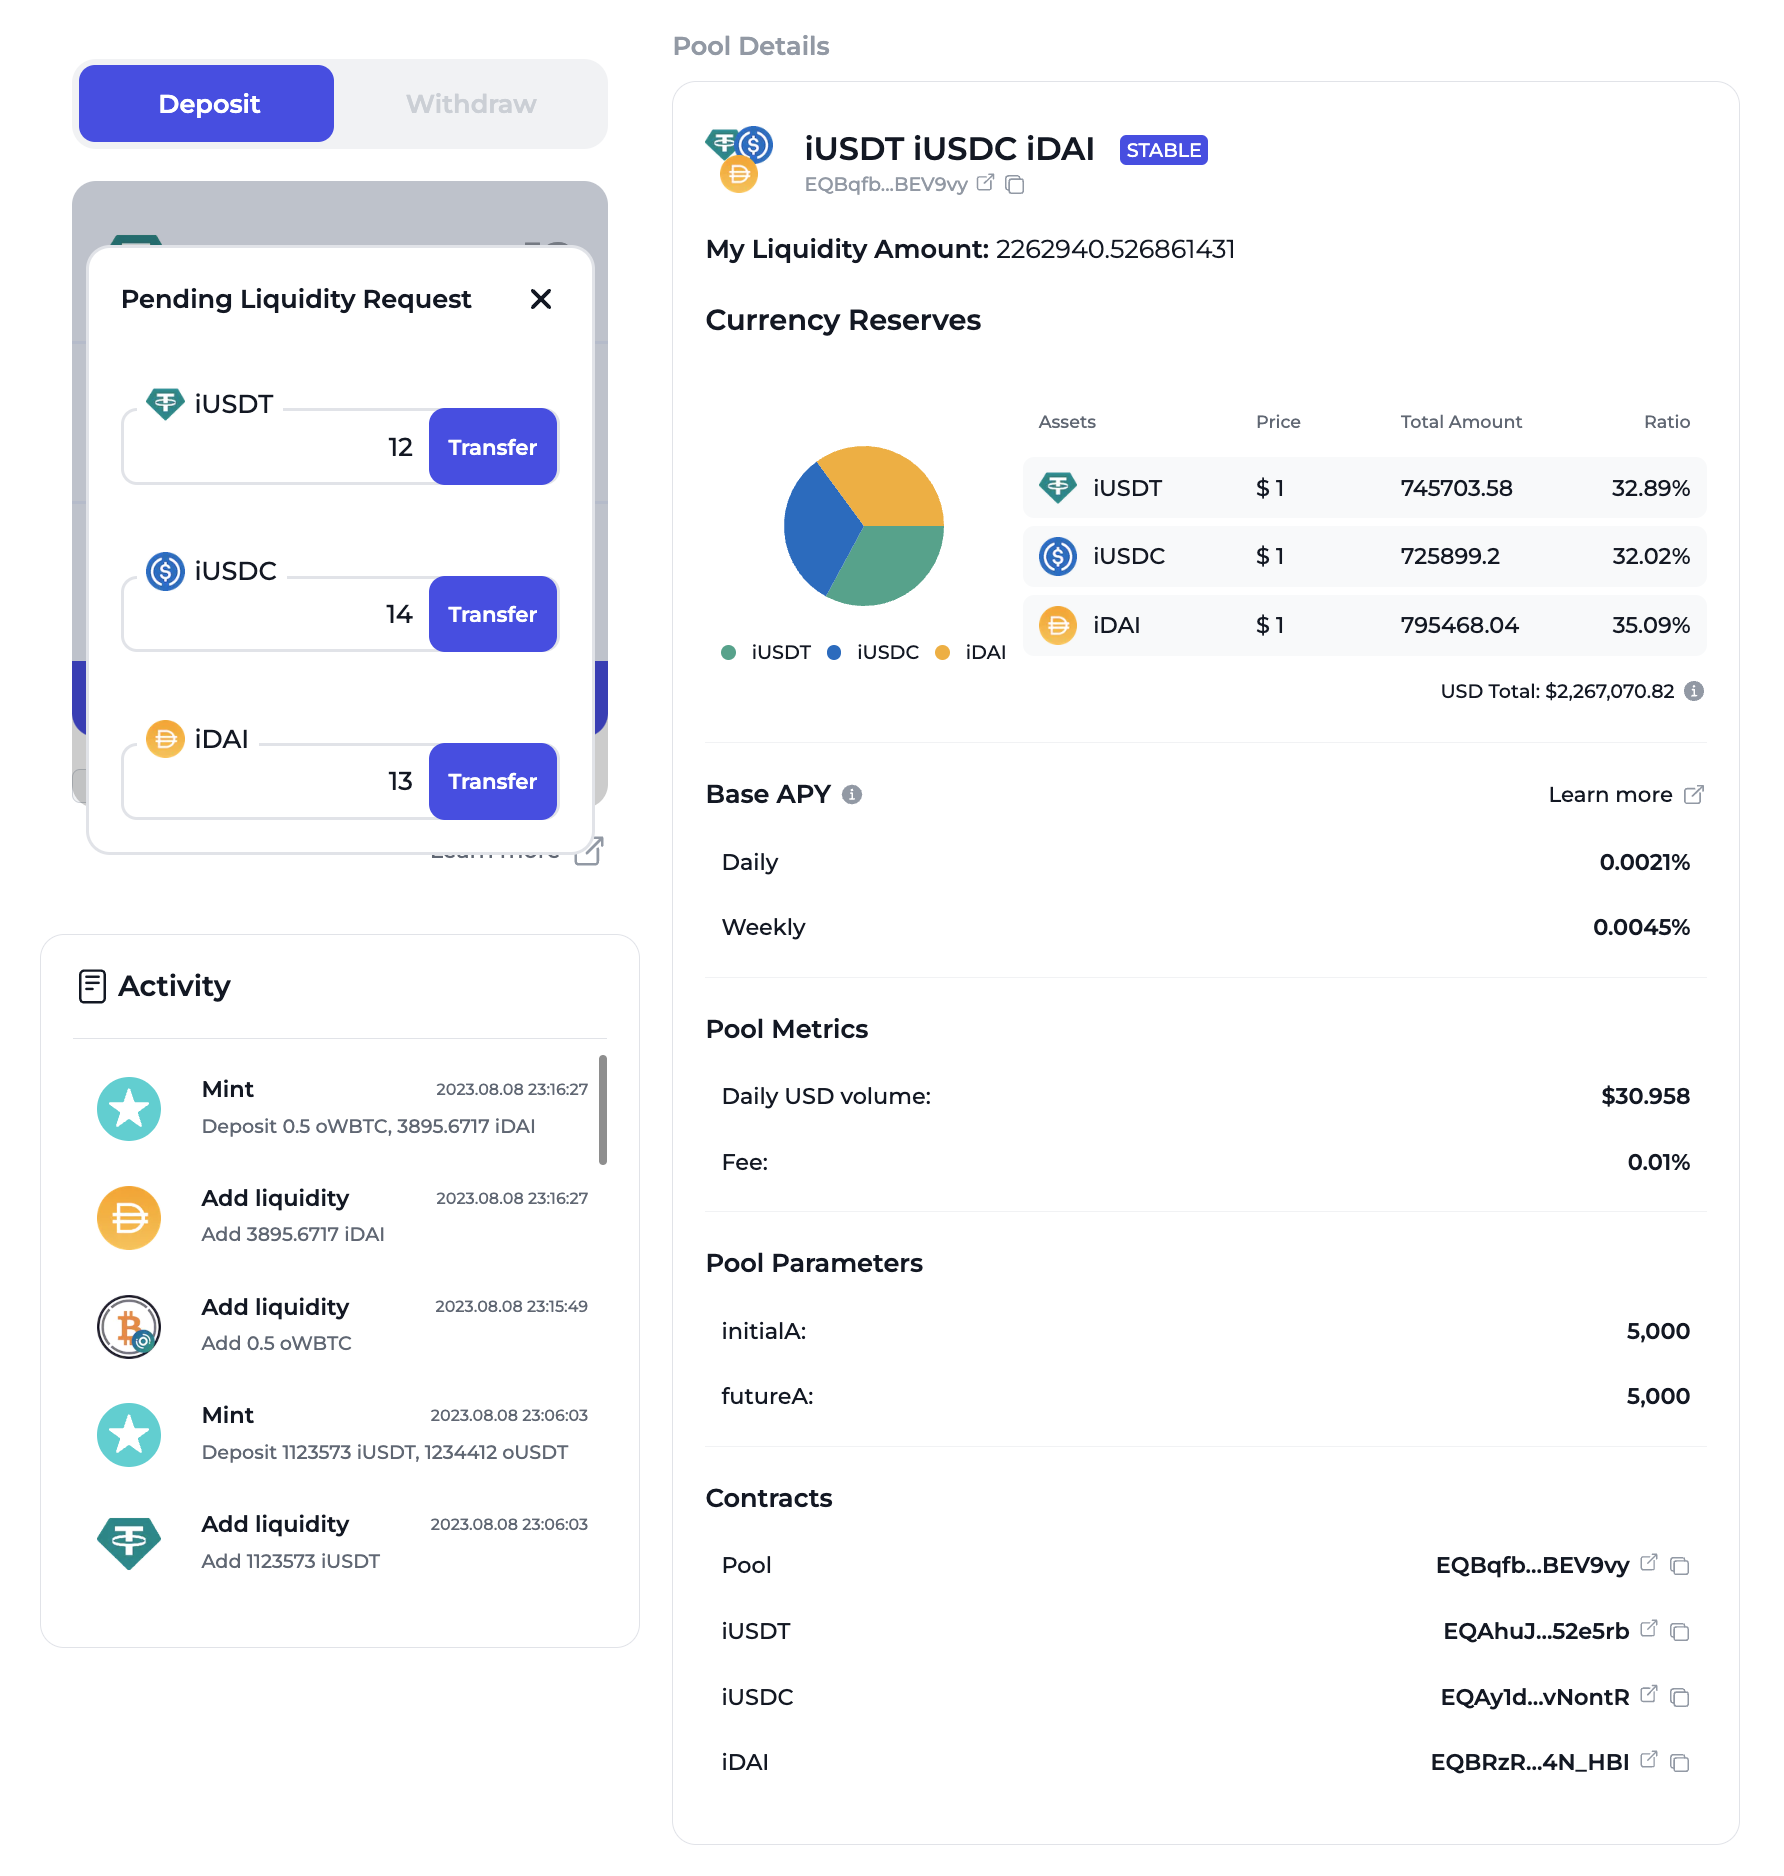 Deposit
Withdraw
Pending Liquidity Request
iUSDT
12
Transfer
iUSDC
14
Transfer
iDAI
13
Transfer
Learn more
Activity
Mint
2023.08.08 23:16:27
Deposit 0.5 oWBTC, 3895.6717 iDAI
Add liquidity
2023.08.08 23:16:27
Add 3895.6717 iDAI
Add liquidity
2023.08.08 23:15:49
Add 0.5 oWBTC
Mint
2023.08.08 23:06:03
Deposit 1123573 iUSDT, 1234412 oUSDT
Add liquidity
2023.08.08 23:06:03
Add 1123573 iUSDT
Pool Details
iUSDT iUSDC iDAI STABLE
EQBqfb...BEV9vy
My Liquidity Amount: 2262940.526861431
Currency Reserves
iUSDT iUSDC iDAI
Assets Price Total Amount Ratio
iUSDT $ 1 745703.58 32.89%
iUSDC $ 1 725899.2 32.02%
iDAI $ 1 795468.04 35.09%
USD Total: $2,267,070.82
Base APY
Learn more
Daily 0.0021%
Weekly 0.0045%
Pool Metrics
Daily USD volume: $30.958
Fee: 0.01%
Pool Parameters
initialA: 5,000
futureA: 5,000
Contracts
Pool EQBqfb...BEV9vy
iUSDT EQAhuJ...52e5rb
iUSDC EQAy1d...vNontR
iDAI EQBRzR...4N_HBI